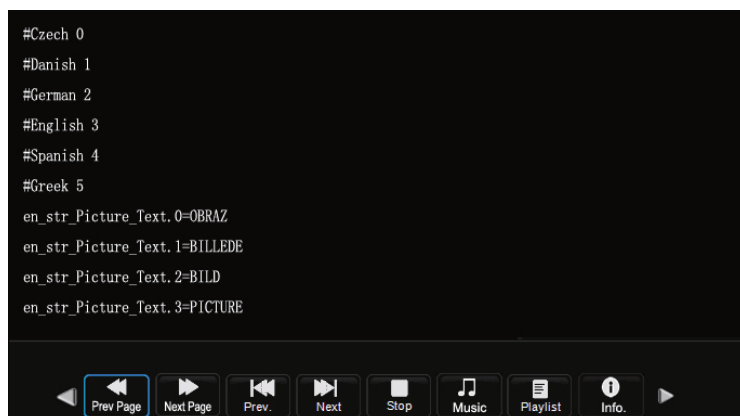 #Czech 0
#Danish 1
#German 2
#English 3
#Spanish 4
#Greek 5
en_str_Picture_Text.0=OBRAZ
en_str_Picture_Text.1=BILLEDE
en_str_Picture_Text.2=BILD
en_str_Picture_Text.3=PICTURE
Prev Page Next Page Prev. Next Stop Music Playlist Info.